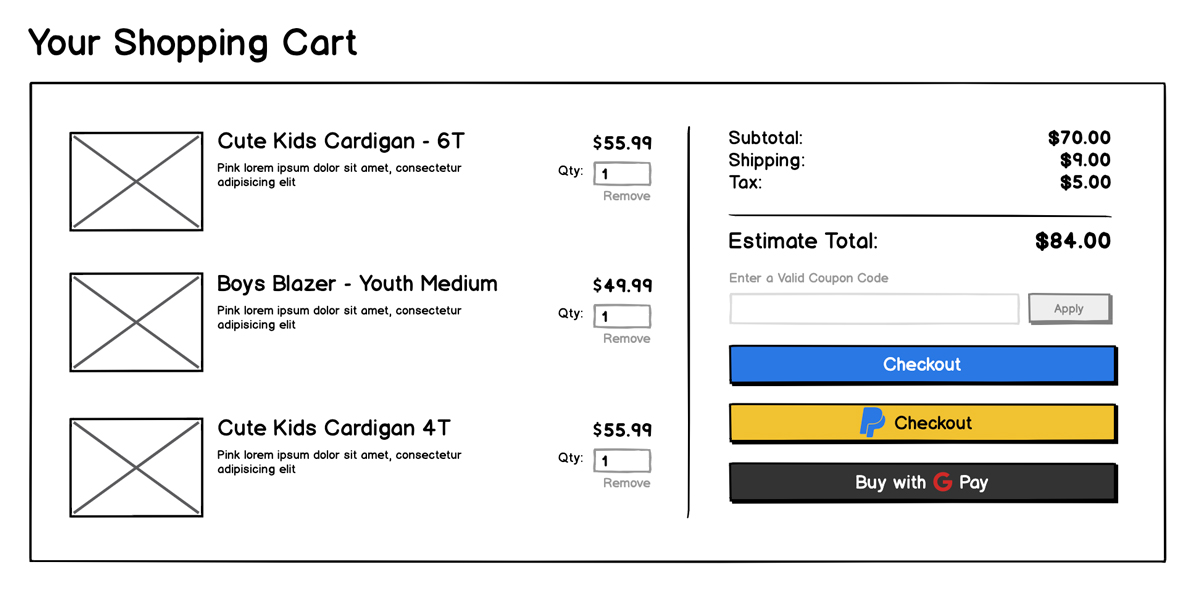 Your Shopping Cart
Cute Kids Cardigan - 6T
Pink lorem ipsum dolor sit amet, consectetur
adipisicing elit
$55.99
Qty: 1
Remove
Boys Blazer - Youth Medium
Pink lorem ipsum dolor sit amet, consectetur
adipisicing elit
$49.99
Qty: 1
Remove
Cute Kids Cardigan 4T
Pink lorem ipsum dolor sit amet, consectetur
adipisicing elit
$55.99
Qty: 1
Remove
Subtotal: $70.00
Shipping: $9.00
Tax: $5.00
Estimate Total: $84.00
Enter a Valid Coupon Code
Apply
Checkout
Checkout
Buy with G Pay